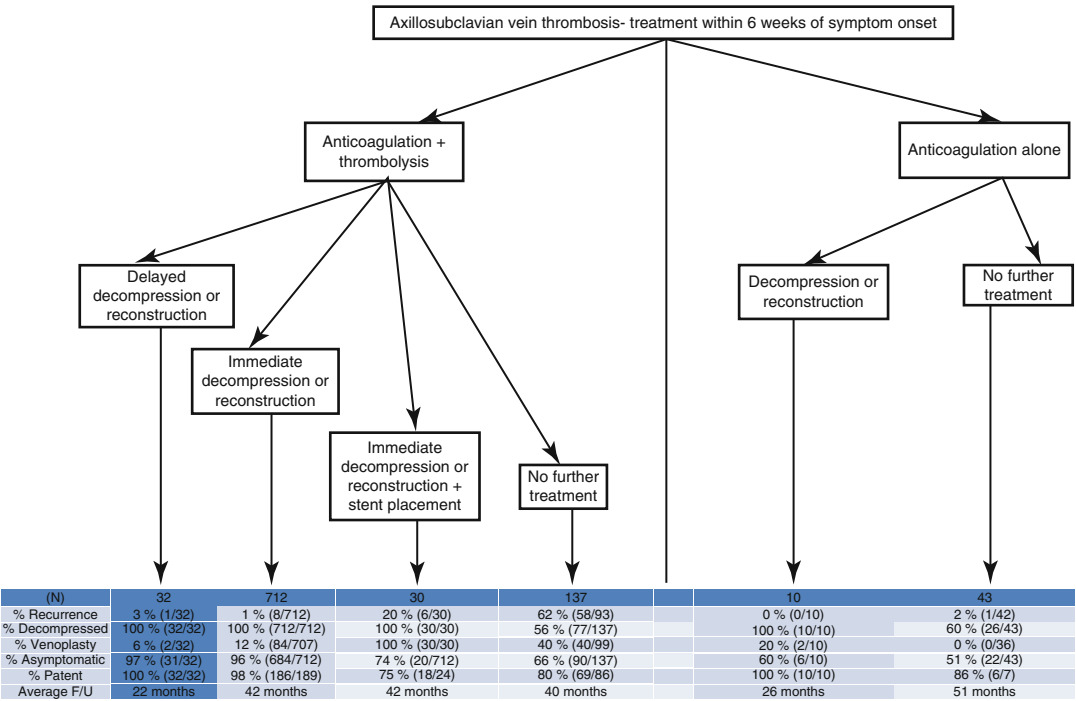 Axillosubclavian vein thrombosis- treatment within 6 weeks of symptom onset
Anticoagulation +
thrombolysis
Anticoagulation alone
Delayed
decompression or
reconstruction
Immediate
decompression or
reconstruction
Immediate
decompression or
reconstruction +
stent placement
No further
treatment
Decompression or
reconstruction
No further
treatment
(N) 32 712 30 137 10 43
% Recurrence 3 % (1/32) 1 % (8/712) 20 % (6/30) 62 % (58/93) 0 % (0/10) 2 % (1/42)
% Decompressed 100 % (32/32) 100 % (712/712) 100 % (30/30) 56 % (77/137) 100 % (10/10) 60 % (26/43)
% Venoplasty 6 % (2/32) 12 % (84/707) 100 % (30/30) 40 % (40/99) 20 % (2/10) 0 % (0/36)
% Asymptomatic 97 % (31/32) 96 % (684/712) 74 % (20/712) 66 % (90/137) 60 % (6/10) 51 % (22/43)
% Patent 100 % (32/32) 98 % (186/189) 75 % (18/24) 80 % (69/86) 100 % (10/10) 86 % (6/7)
Average F/U 22 months 42 months 42 months 40 months 26 months 51 months